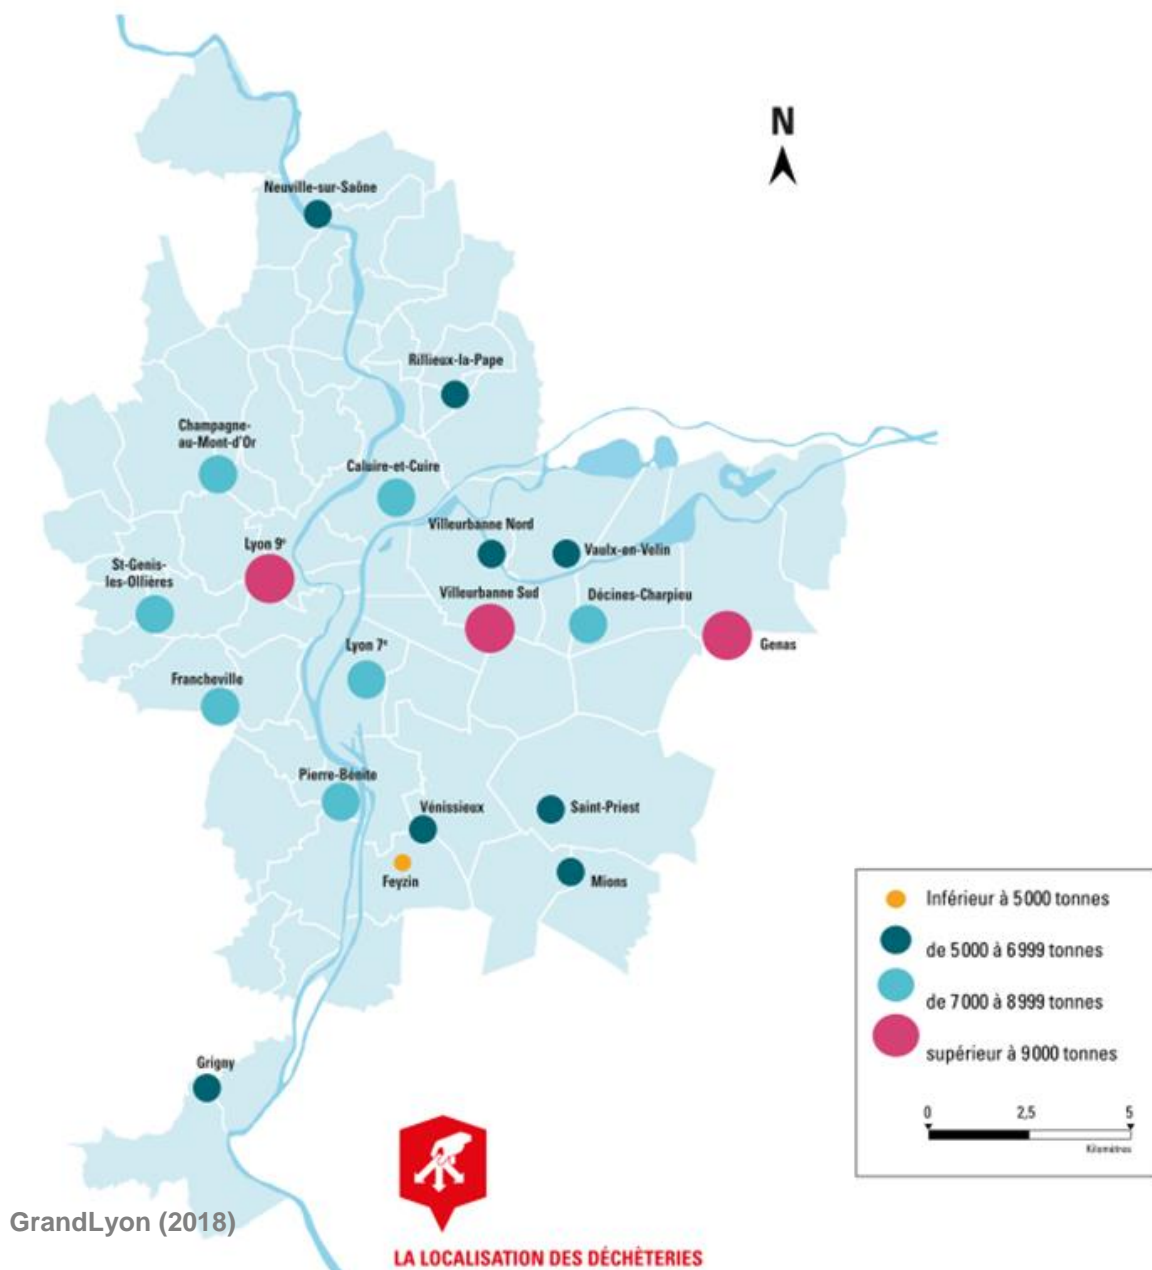 N
Neuville-sur-Saône
Rillieux-la-Pape
Champagne-
au-Mont-d'Or
Caluire-et-Cuire
Villeurbanne Nord
Vaulx-en-Velin
Lyon 9e
St-Genis-
les-Ollières
Villeurbanne Sud
Décines-Charpieu
Genas
Lyon 7e
Francheville
Pierre-Bénite
Vénissieux
Saint-Priest
Feyzin
Mions
Inférieur à 5000 tonnes
de 5000 à 6999 tonnes
de 7000 à 8999 tonnes
supérieur à 9000 tonnes
0 2,5 5
Kilomètres
Grigny
GrandLyon (2018)
LA LOCALISATION DES DÉCHÈTERIES